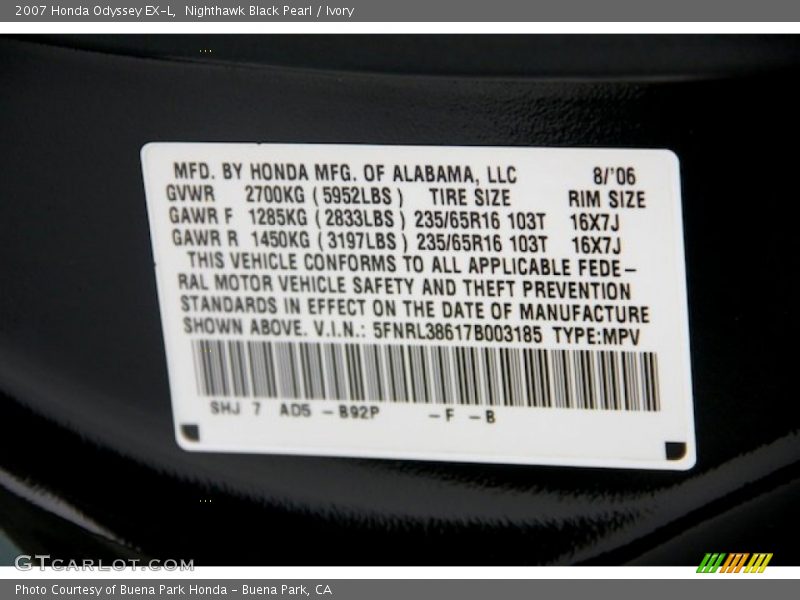 2007 Honda Odyssey EX-L,  Nighthawk Black Pearl / Ivory
MFD. BY HONDA MFG. OF ALABAMA, LLC 8/'06
GVWR 2700KG ( 5952LBS ) TIRE SIZE RIM SIZE
GAWR F 1285KG ( 2833LBS ) 235/65R16 103T 16X7J
GAWR R 1450KG ( 3197LBS ) 235/65R16 103T 16X7J
THIS VEHICLE CONFORMS TO ALL APPLICABLE FEDE-
RAL MOTOR VEHICLE SAFETY AND THEFT PREVENTION
STANDARDS IN EFFECT ON THE DATE OF MANUFACTURE
SHOWN ABOVE. V.I.N.: 5FNRL38617B003185 TYPE:MPV
SHJ 7 AD5 - B92P - F - B
GTCARLOT.COM
Photo Courtesy of Buena Park Honda - Buena Park, CA